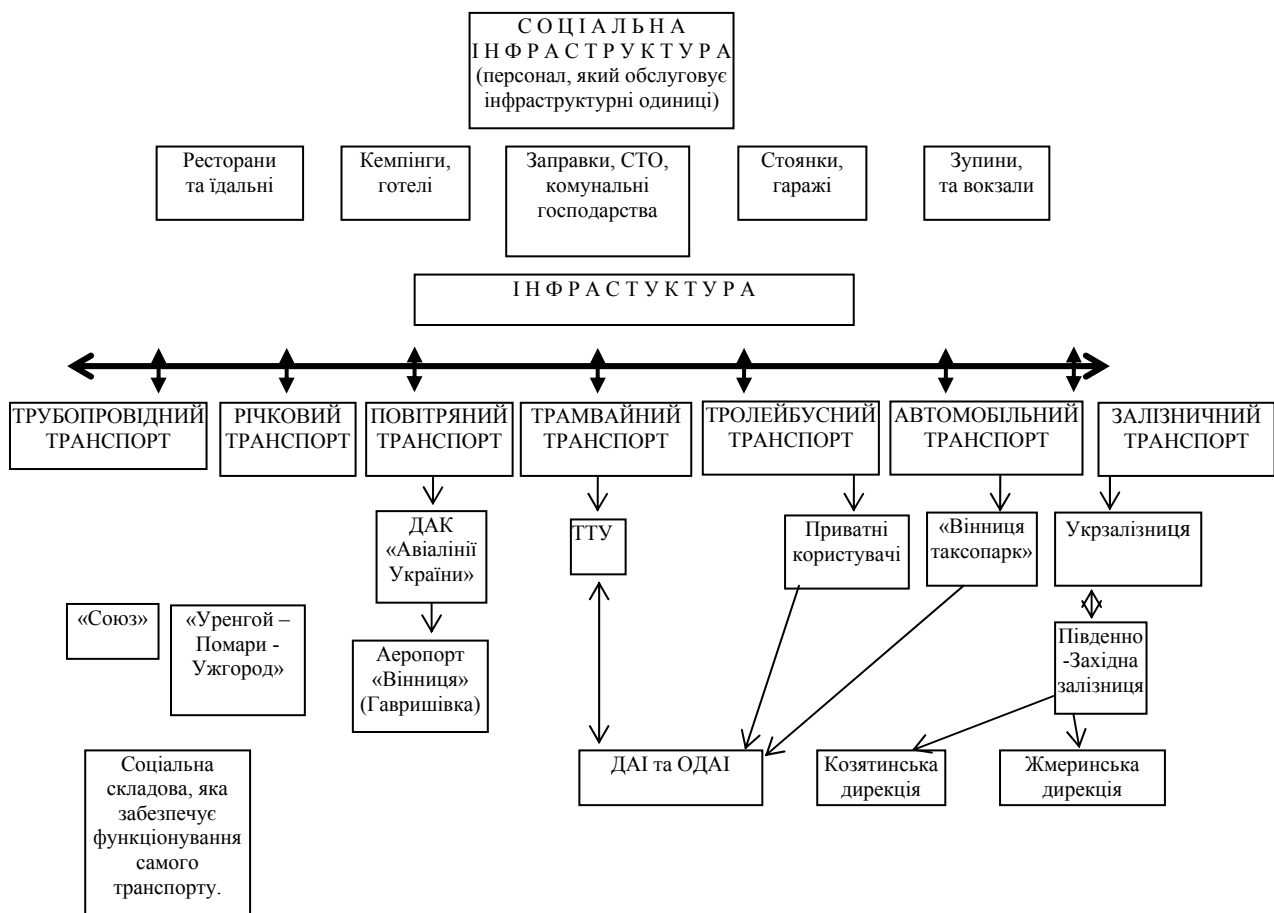 С О Ц І А Л Ь Н А
І Н Ф Р А С Т Р У К Т У Р А
(персонал, який обслуговує
інфраструктурні одиниці)
Ресторани
та їдальні
Кемпінги,
готелі
Заправки, СТО,
комунальні
господарства
Стоянки,
гаражі
Зупини,
та вокзали
І Н Ф Р А С Т У К Т У Р А
ТРУБОПРОВІДНИЙ
ТРАНСПОРТ
РІЧКОВИЙ
ТРАНСПОРТ
ПОВІТРЯНИЙ
ТРАНСПОРТ
ТРАМВАЙНИЙ
ТРАНСПОРТ
ТРОЛЕЙБУСНИЙ
ТРАНСПОРТ
АВТОМОБІЛЬНИЙ
ТРАНСПОРТ
ЗАЛІЗНИЧНИЙ
ТРАНСПОРТ
ДАК
«Авіалінії
України»
ТТУ
Приватні
користувачі
«Вінниця
таксопарк»
Укрзалізниця
«Союз»
«Уренгой –
Помари -
Ужгород»
Аеропорт
«Вінниця»
(Гавришівка)
Південно
-Західна
залізниця
ДАІ та ОДАІ
Козятинська
дирекція
Жмеринська
дирекція
Соціальна
складова, яка
забезпечує
функціонування
самого
транспорту.